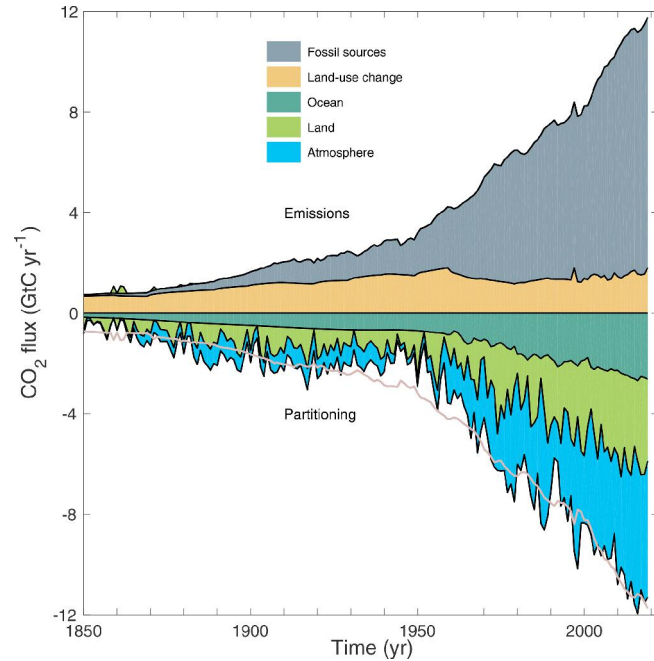 12
8
4
0
-4
-8
-12
CO2 flux (GtC yr-1)
Fossil sources
Land-use change
Ocean
Land
Atmosphere
Emissions
Partitioning
1850
1900
1950
2000
Time (yr)